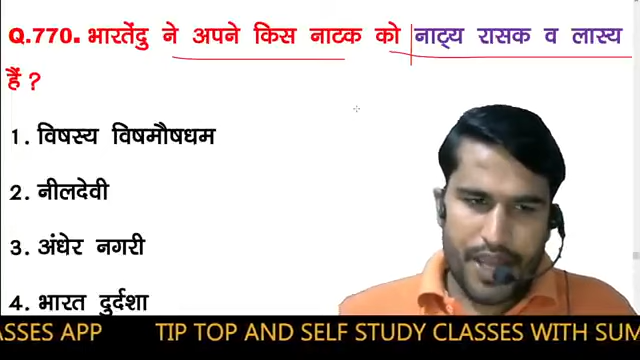 Q.770. भारतेंदु ने अपने किस नाटक को नाट्य रासक व लास्य
हैं ?
1. विषस्य विषमौषधम
2. नीलदेवी
3. अंधेर नगरी
4. भारत दुर्दशा
ASSES APP TIP TOP AND SELF STUDY CLASSES WITH SUM